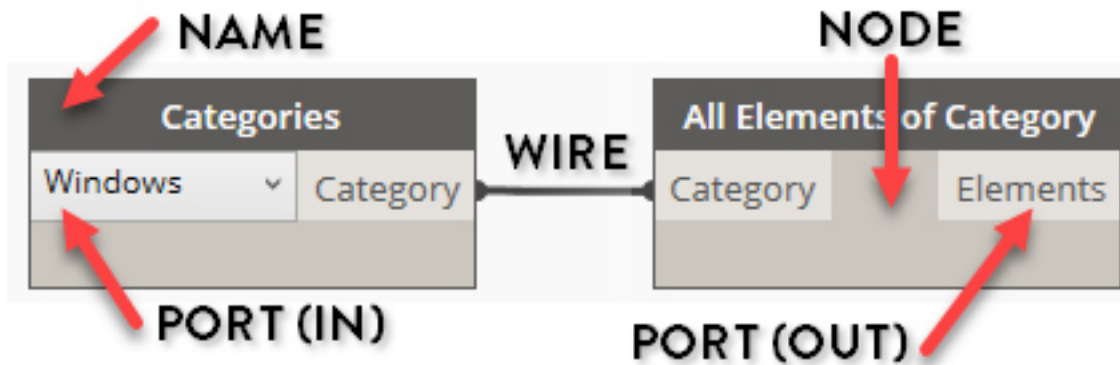 NAME
NODE
Categories
All Elements of Category
WIRE
Windows
Category
Category
Elements
PORT (IN)
PORT (OUT)